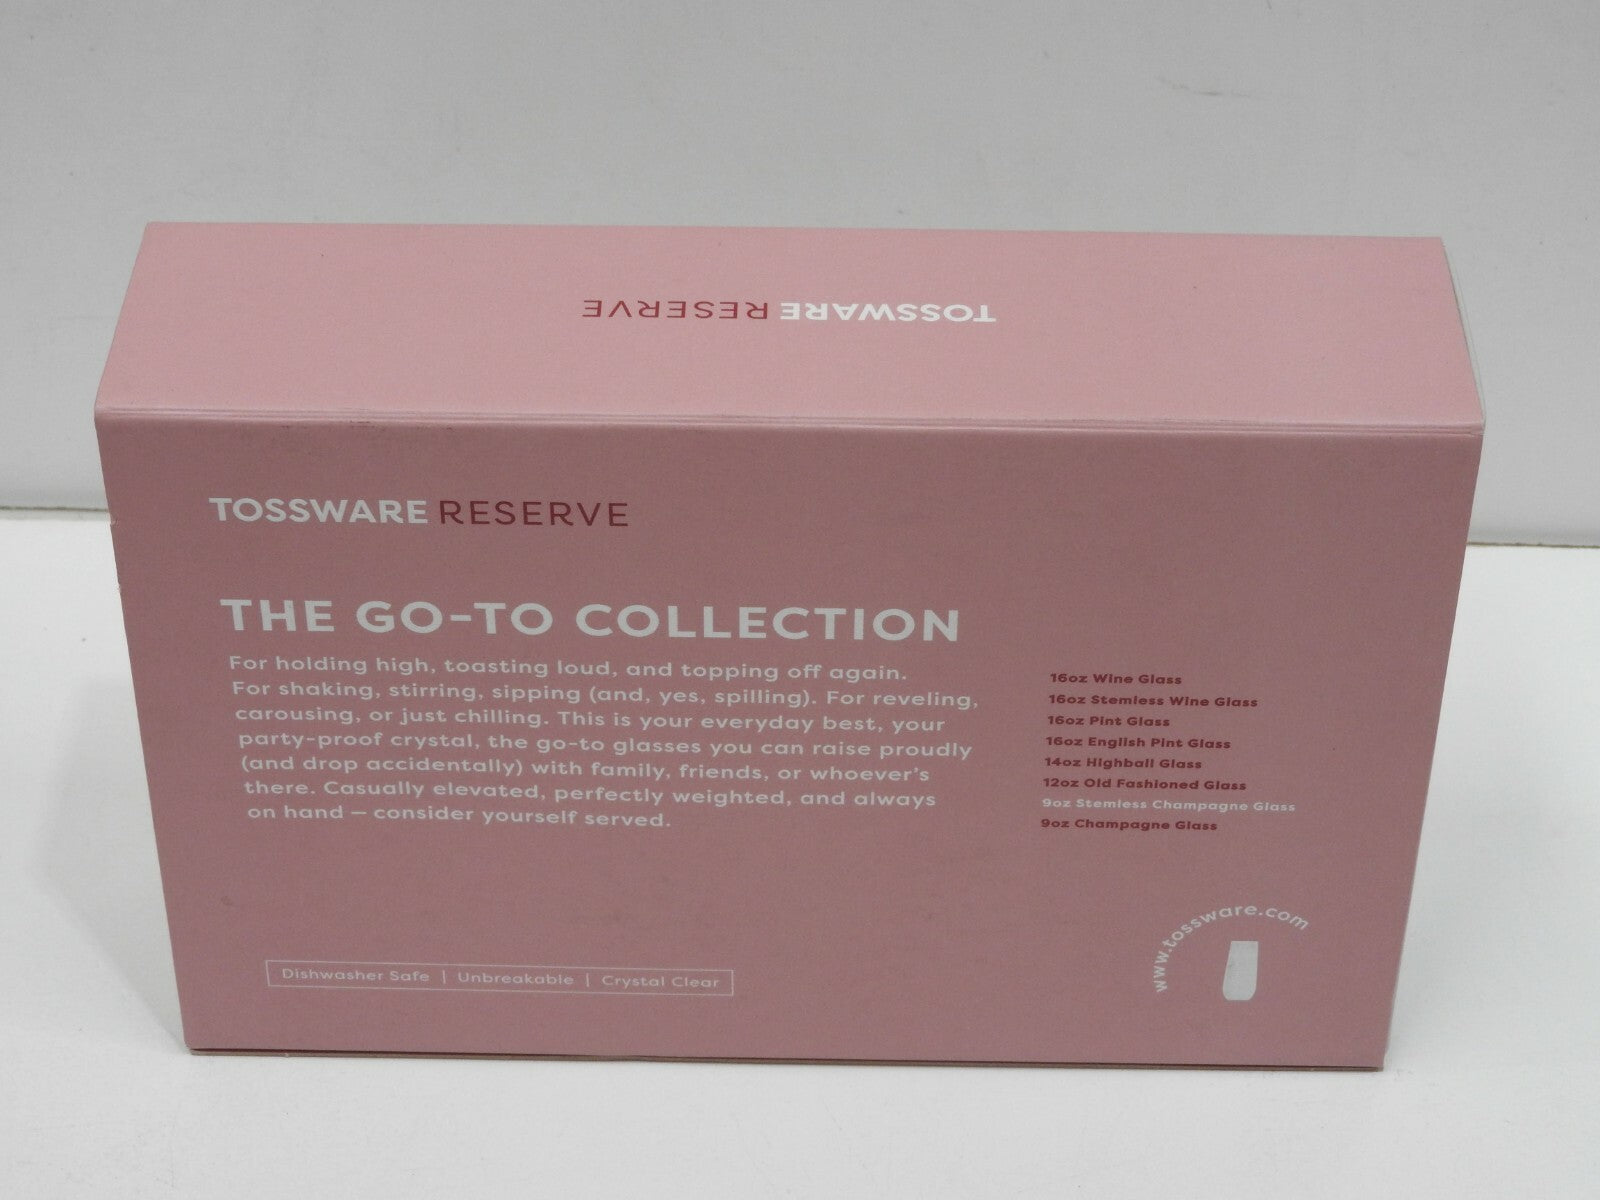 TOSSWARE RESERVE
TOSSWARE RESERVE
THE GO-TO COLLECTION
For holding high, toasting loud, and topping off again.
For shaking, stirring, sipping (and, yes, spilling). For reveling,
carousing, or just chilling. This is your everyday best, your
party-proof crystal, the go-to glasses you can raise proudly
(and drop accidentally) with family, friends, or whoever's
there. Casually elevated, perfectly weighted, and always
on hand — consider yourself served.
16oz Wine Glass
16oz Stemless Wine Glass
16oz Pint Glass
16oz English Pint Glass
14oz Highball Glass
12oz Old Fashioned Glass
9oz Stemless Champagne Glass
9oz Champagne Glass
Dishwasher Safe | Unbreakable | Crystal Clear
www.tossware.com